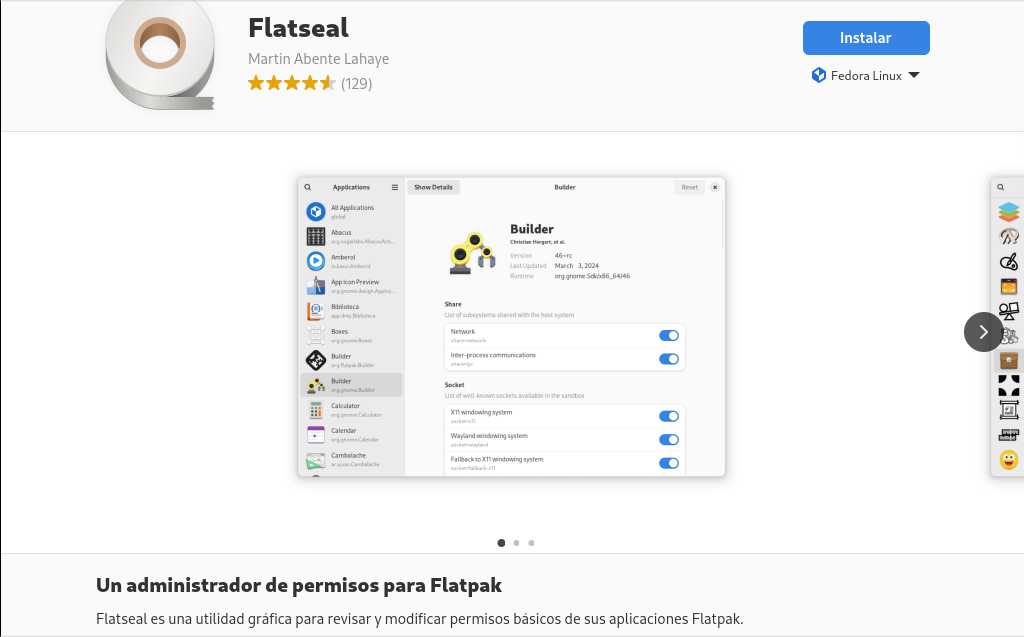 Flatseal
Martin Abente Lahaye
(129)
Instalar
Fedora Linux
Applications
Show Details
Builder
Reset
All Applications
global
Abacus
org.sugarlabs.AbacusActi...
Amberol
io.bassi.Amberol
App Icon Preview
org.gnome.design.AppIco...
Biblioteca
app.drey.Biblioteca
Boxes
org.gnome.Boxes
Builder
org.flatpak.Builder
Builder
org.gnome.Builder
Calculator
org.gnome.Calculator
Calendar
org.gnome.Calendar
Cambalache
ar.xjuan.Cambalache
Builder
Christian Hergert, et al.
Version 46~rc
Last Updated March 3, 2024
Runtime org.gnome.Sdk/x86_64/46
Share
List of subsystems shared with the host system
Network
share=network
Inter-process communications
share=ipc
Socket
List of well-known sockets available in the sandbox
X11 windowing system
socket=x11
Wayland windowing system
socket=wayland
Fallback to X11 windowing system
socket=fallback-x11
Un administrador de permisos para Flatpak
Flatseal es una utilidad gráfica para revisar y modificar permisos básicos de sus aplicaciones Flatpak.